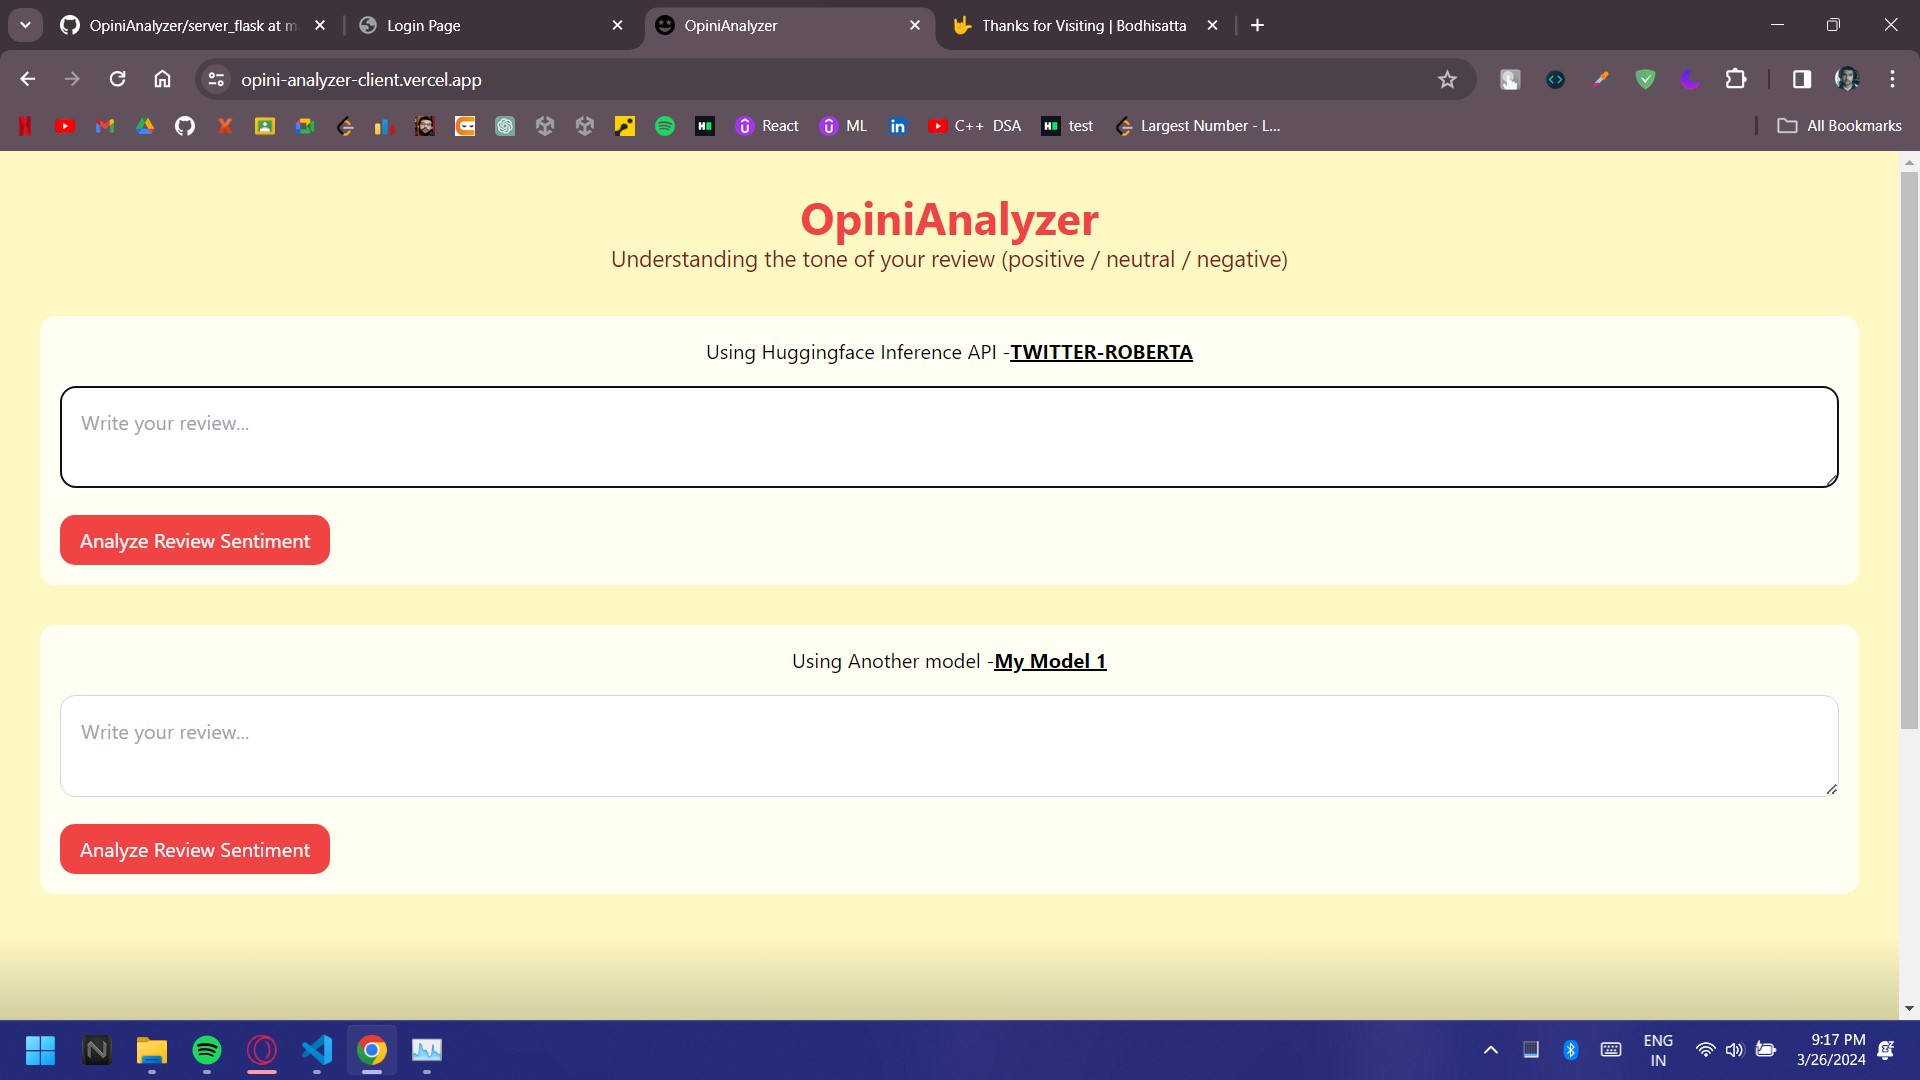 OpiniAnalyzer/server_flask at m
Login Page
OpiniAnalyzer
Thanks for Visiting | Bodhisatta
opini-analyzer-client.vercel.app
React
ML
C++ DSA
test
Largest Number - L...
All Bookmarks
OpiniAnalyzer
Understanding the tone of your review (positive / neutral / negative)
Using Huggingface Inference API -TWITTER-ROBERTA
Write your review...
Analyze Review Sentiment
Using Another model -My Model 1
Write your review...
Analyze Review Sentiment
ENG
IN
9:17 PM
3/26/2024